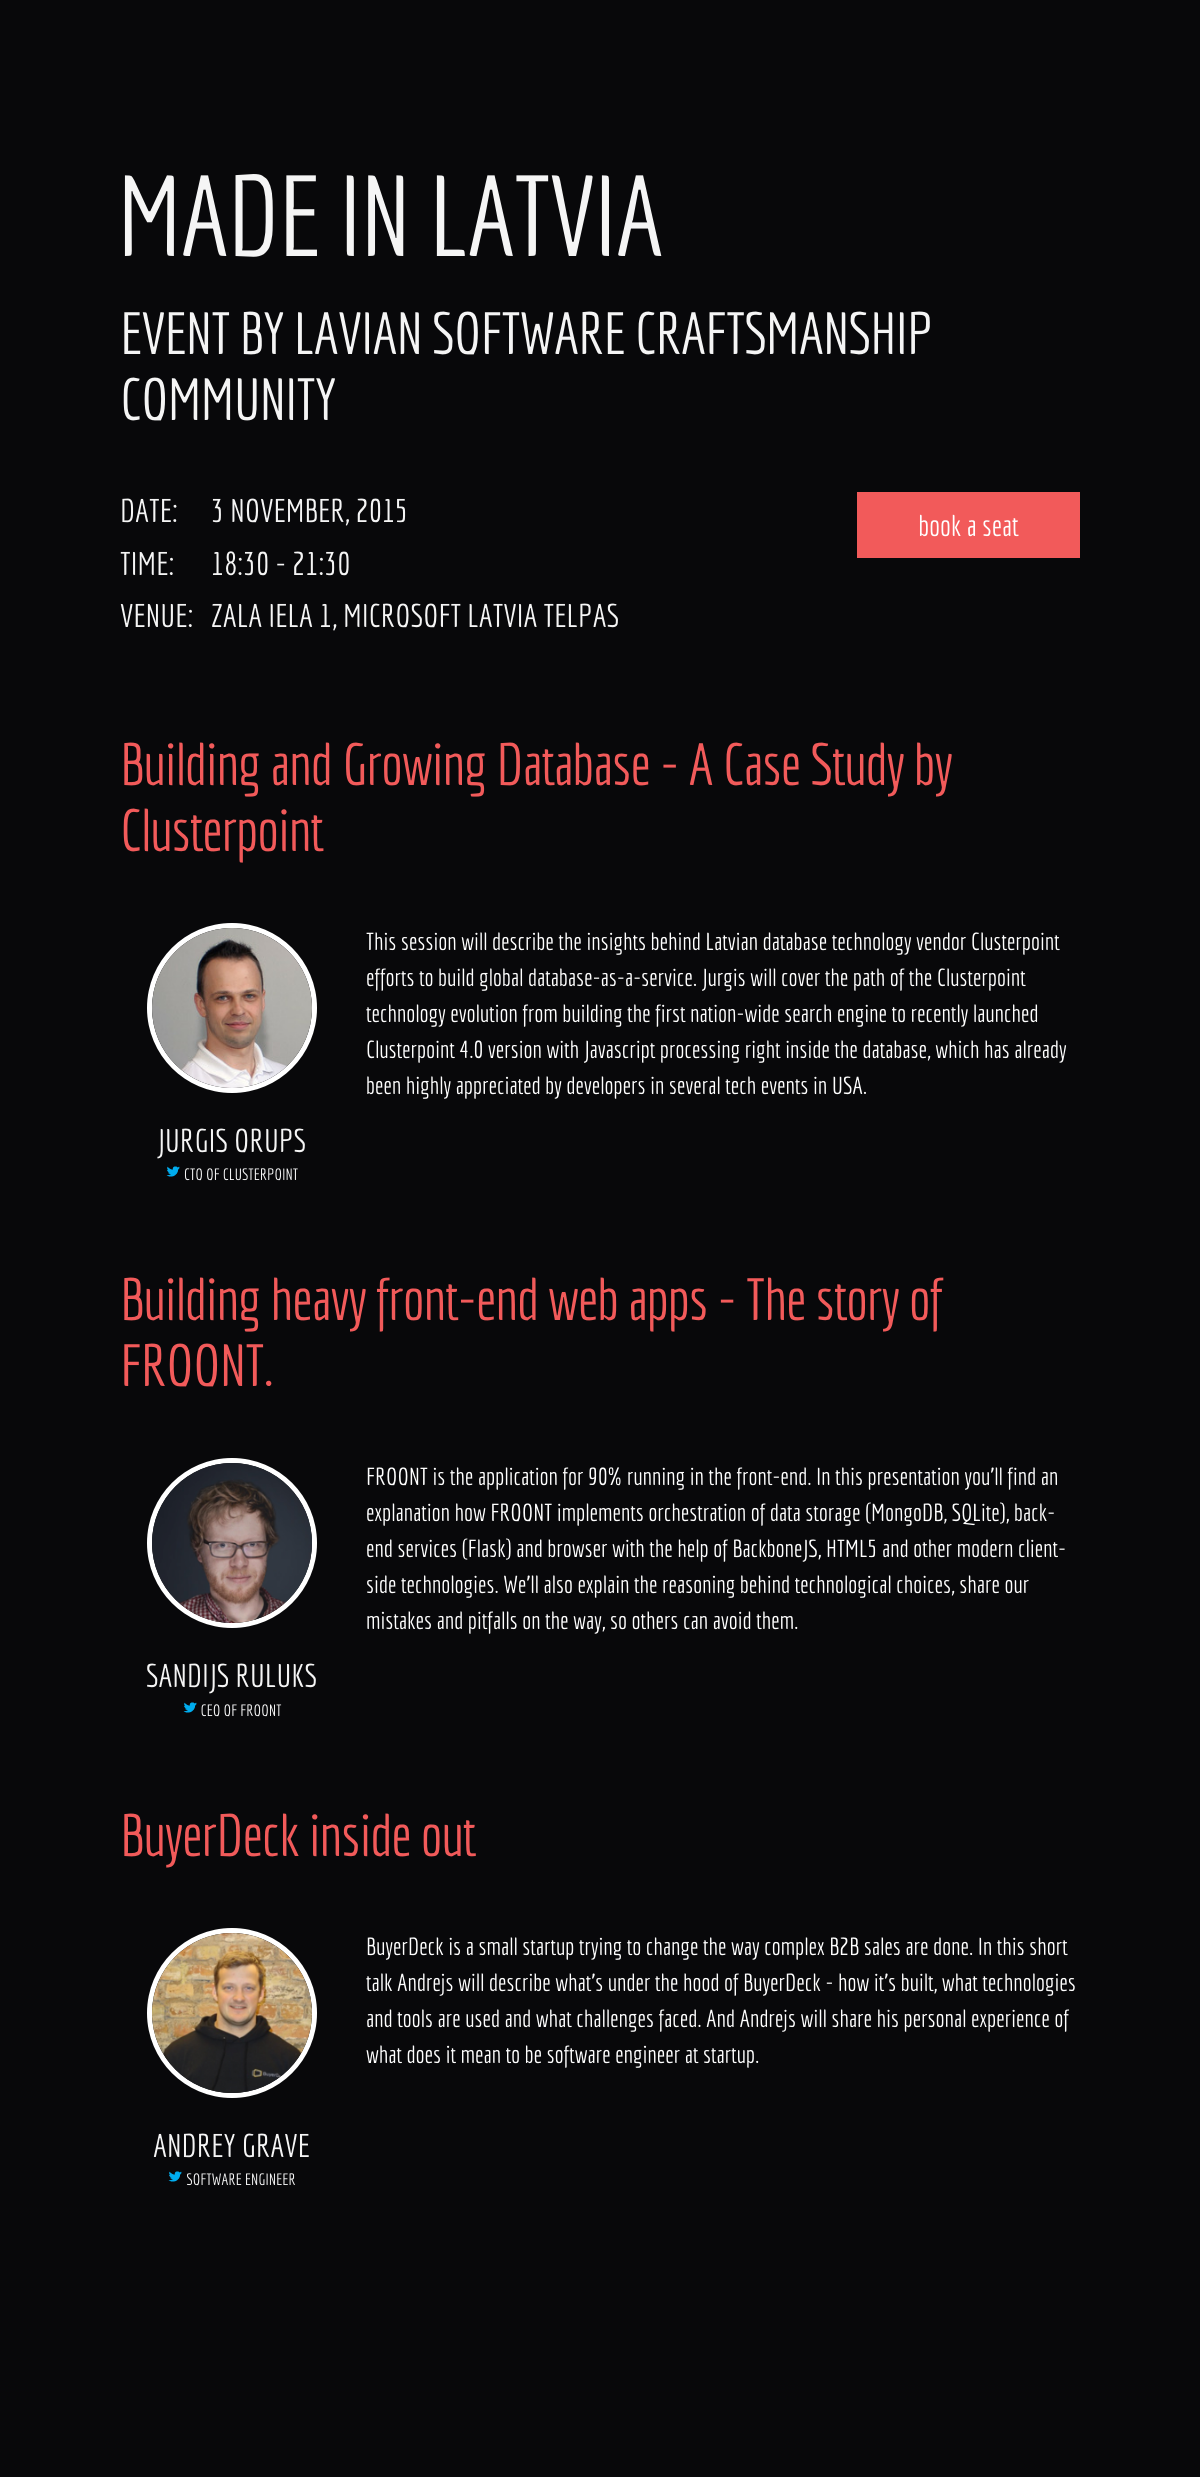 MADE IN LATVIA
EVENT BY LAVIAN SOFTWARE CRAFTSMANSHIP
COMMUNITY
DATE: 3 NOVEMBER, 2015
book a seat
TIME: 18:30 - 21:30
VENUE: ZALA IELA 1, MICROSOFT LATVIA TELPAS
Building and Growing Database - A Case Study by
Clusterpoint
This session will describe the insights behind Latvian database technology vendor Clusterpoint
efforts to build global database-as-a-service. Jurgis will cover the path of the Clusterpoint
technology evolution from building the first nation-wide search engine to recently launched
Clusterpoint 4.0 version with Javascript processing right inside the database, which has already
been highly appreciated by developers in several tech events in USA.
JURGIS ORUPS
CTO OF CLUSTERPOINT
Building heavy front-end web apps - The story of
FROONT.
FROONT is the application for 90% running in the front-end. In this presentation you'll find an
explanation how FROONT implements orchestration of data storage (MongoDB, SQLite), back-
end services (Flask) and browser with the help of BackboneJS, HTML5 and other modern client-
side technologies. We'll also explain the reasoning behind technological choices, share our
mistakes and pitfalls on the way, so others can avoid them.
SANDIJS RULUKS
CEO OF FROONT
BuyerDeck inside out
BuyerDeck is a small startup trying to change the way complex B2B sales are done. In this short
talk Andrejs will describe what's under the hood of BuyerDeck - how it's built, what technologies
and tools are used and what challenges faced. And Andrejs will share his personal experience of
what does it mean to be software engineer at startup.
ANDREY GRAVE
SOFTWARE ENGINEER